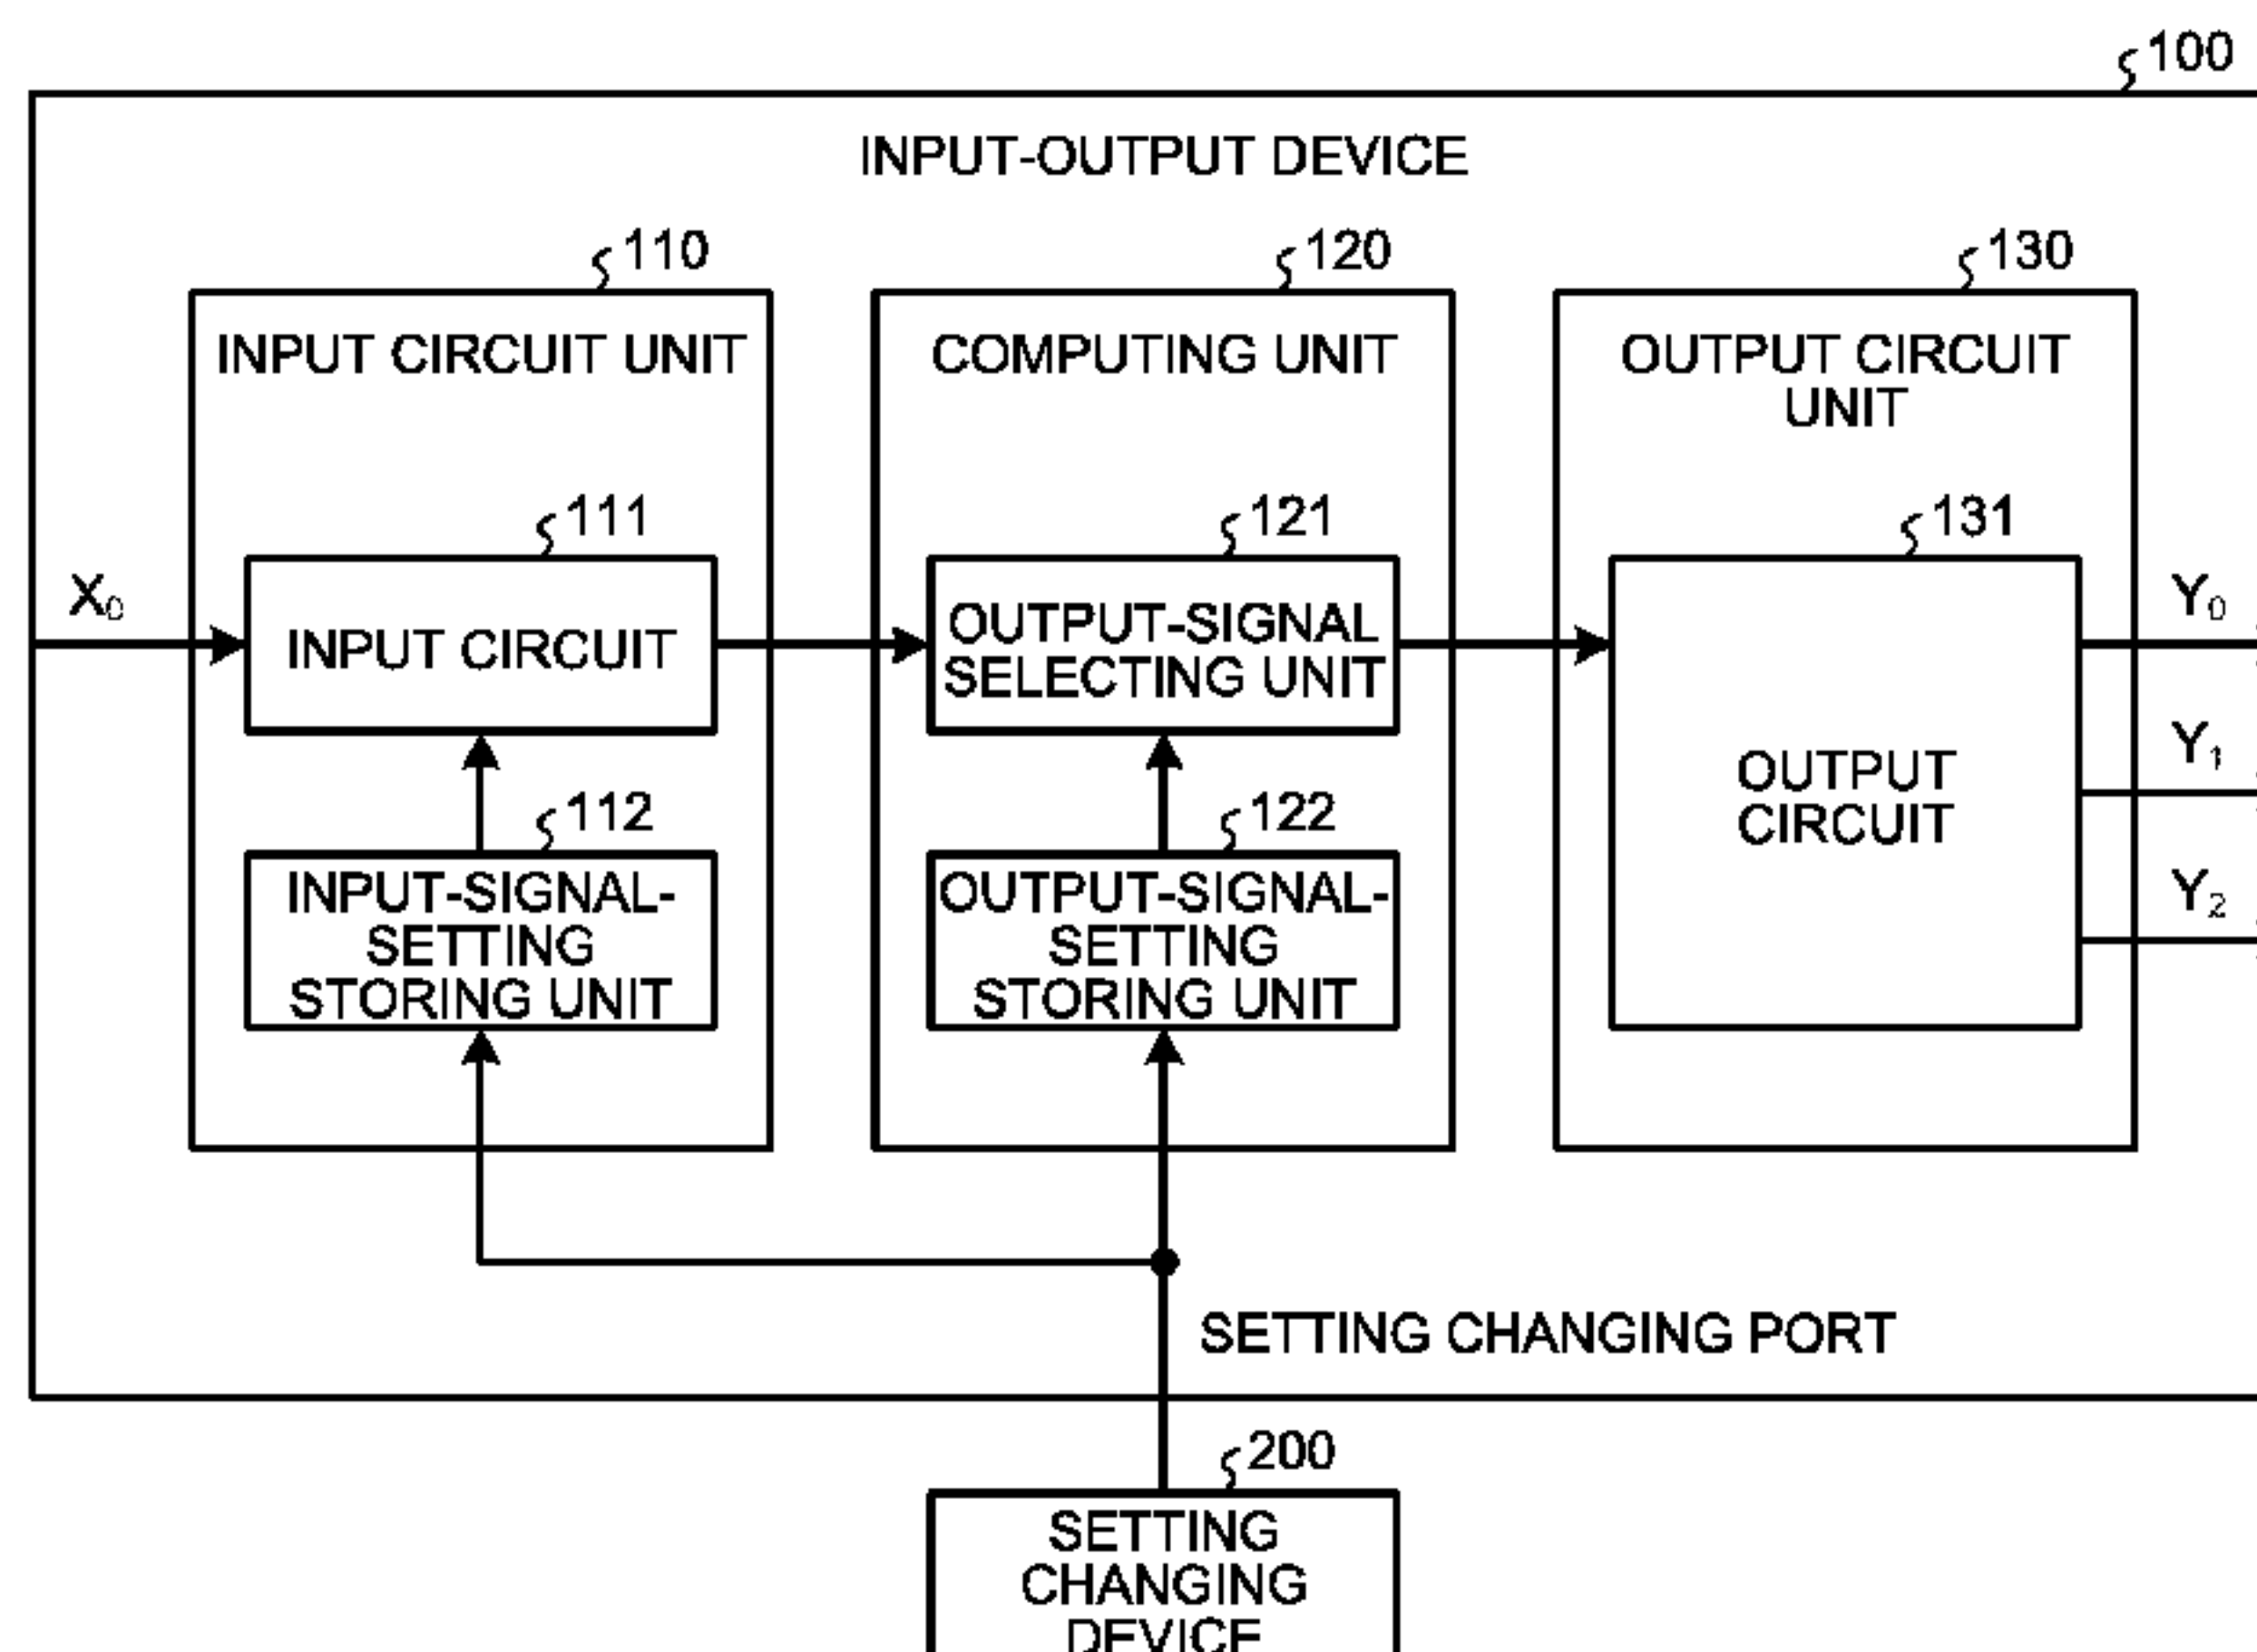 100
INPUT-OUTPUT DEVICE
110
120
130
INPUT CIRCUIT UNIT
COMPUTING UNIT
OUTPUT CIRCUIT
UNIT
111
121
131
X₀
INPUT CIRCUIT
OUTPUT-SIGNAL
SELECTING UNIT
OUTPUT
CIRCUIT
Y₀
Y₁
Y₂
112
122
INPUT-SIGNAL-
SETTING
STORING UNIT
OUTPUT-SIGNAL-
SETTING
STORING UNIT
SETTING CHANGING PORT
200
SETTING
CHANGING
DEVICE